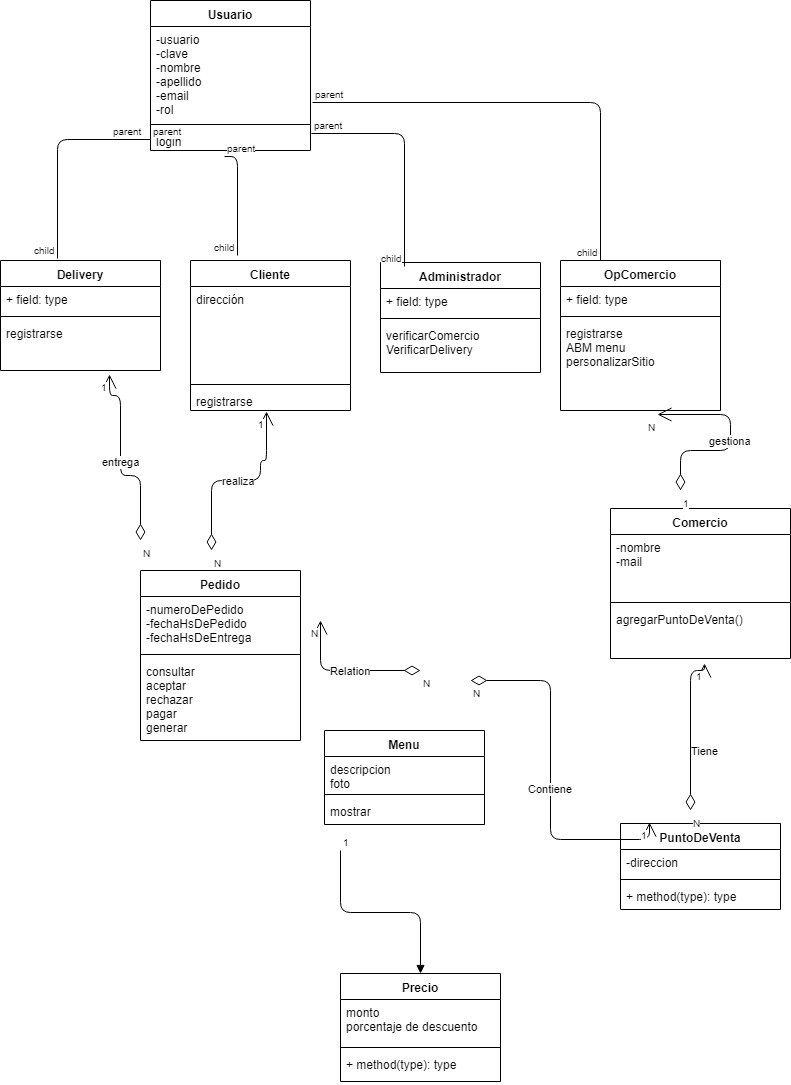 Usuario
-usuario
-clave
-nombre
-apellido
-email
-rol
parent
parent
parent
parent
login
parent
child
child
child
child
Delivery
+ field: type
registrarse
Cliente
dirección
registrarse
Administrador
+ field: type
verificarComercio
VerificarDelivery
OpComercio
+ field: type
registrarse
ABM menu
personalizarSitio
1
entrega
N
1
realiza
N
N
gestiona
1
Comercio
-nombre
-mail
agregarPuntoDeVenta()
Pedido
-numeroDePedido
-fechaHsDePedido
-fechaHsDeEntrega
consultar
aceptar
rechazar
pagar
generar
N
Relation
N
N
Contiene
1
1
Tiene
N
Menu
descripcion
foto
mostrar
PuntoDeVenta
-direccion
+ method(type): type
1
Precio
monto
porcentaje de descuento
+ method(type): type